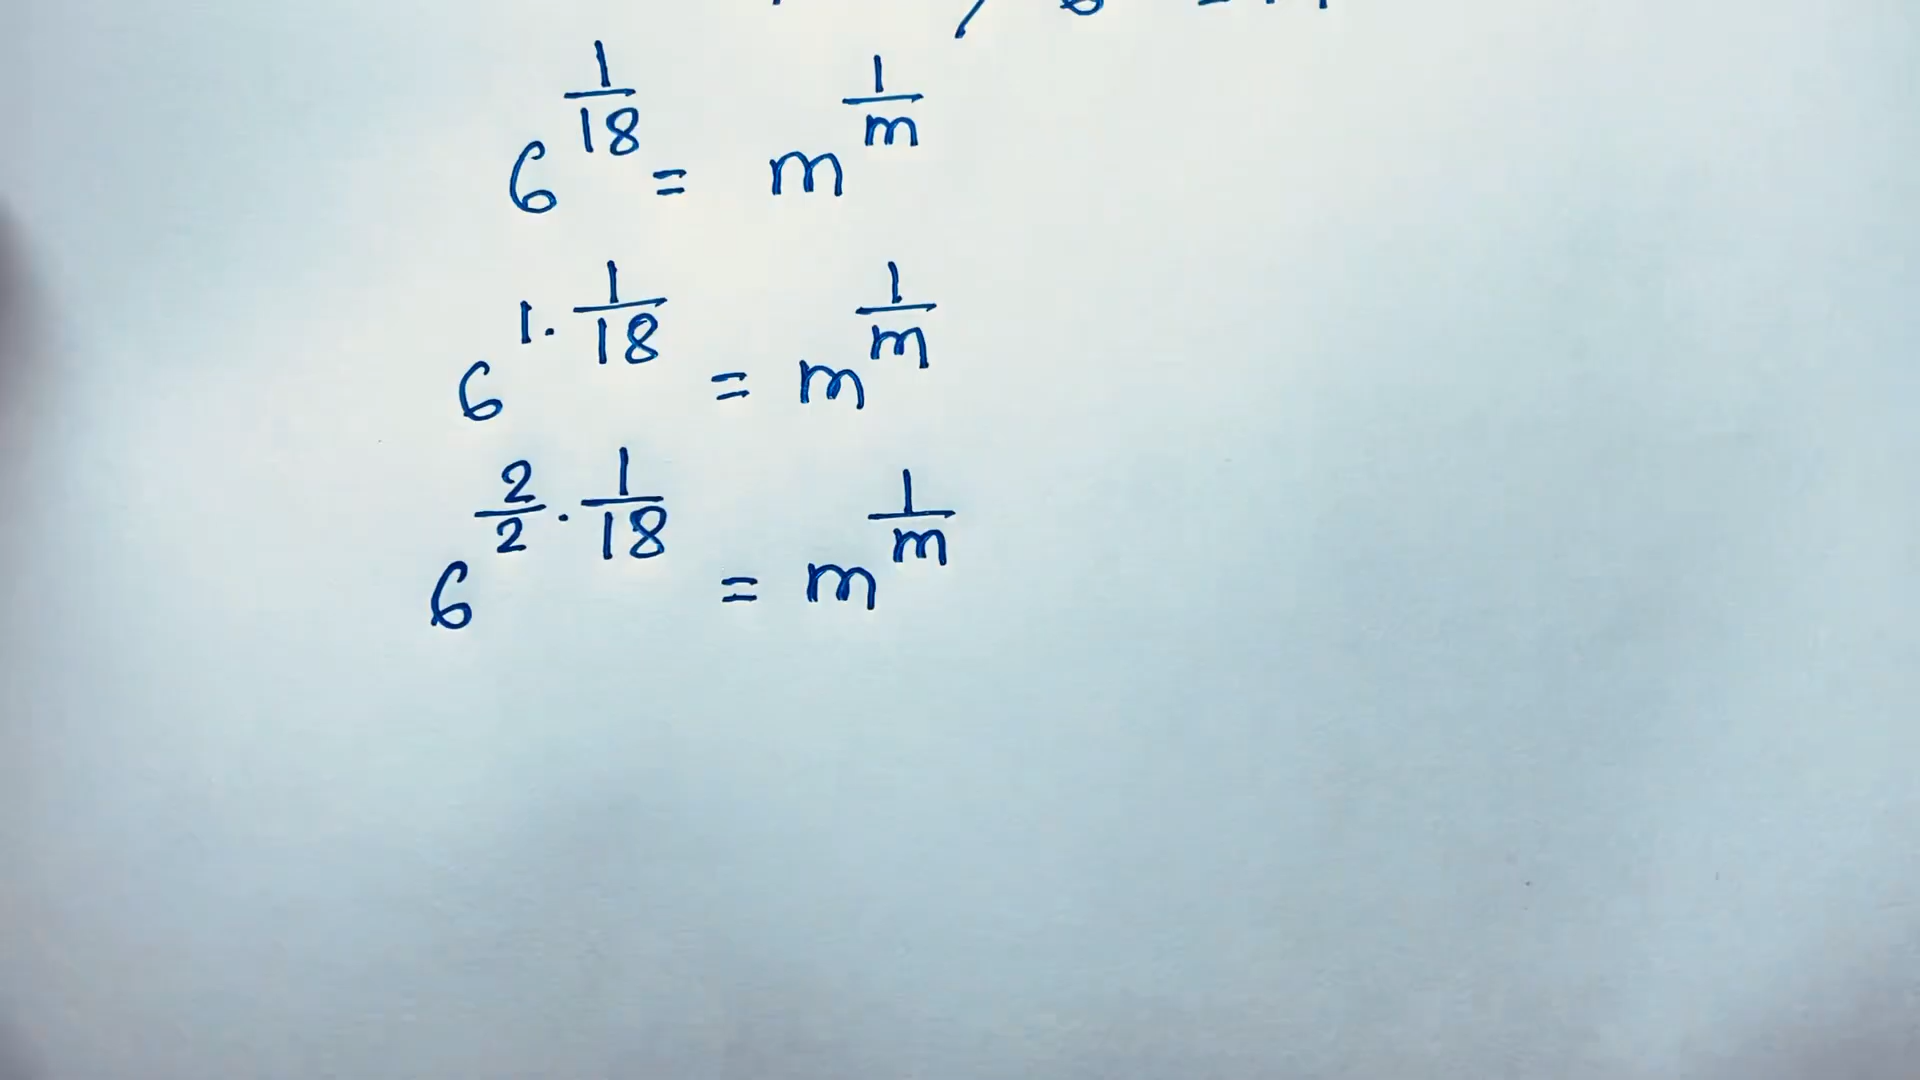 6^(1/18) = m^(1/m)
6^(1·1/18) = m^(1/m)
6^(2/2·1/18) = m^(1/m)